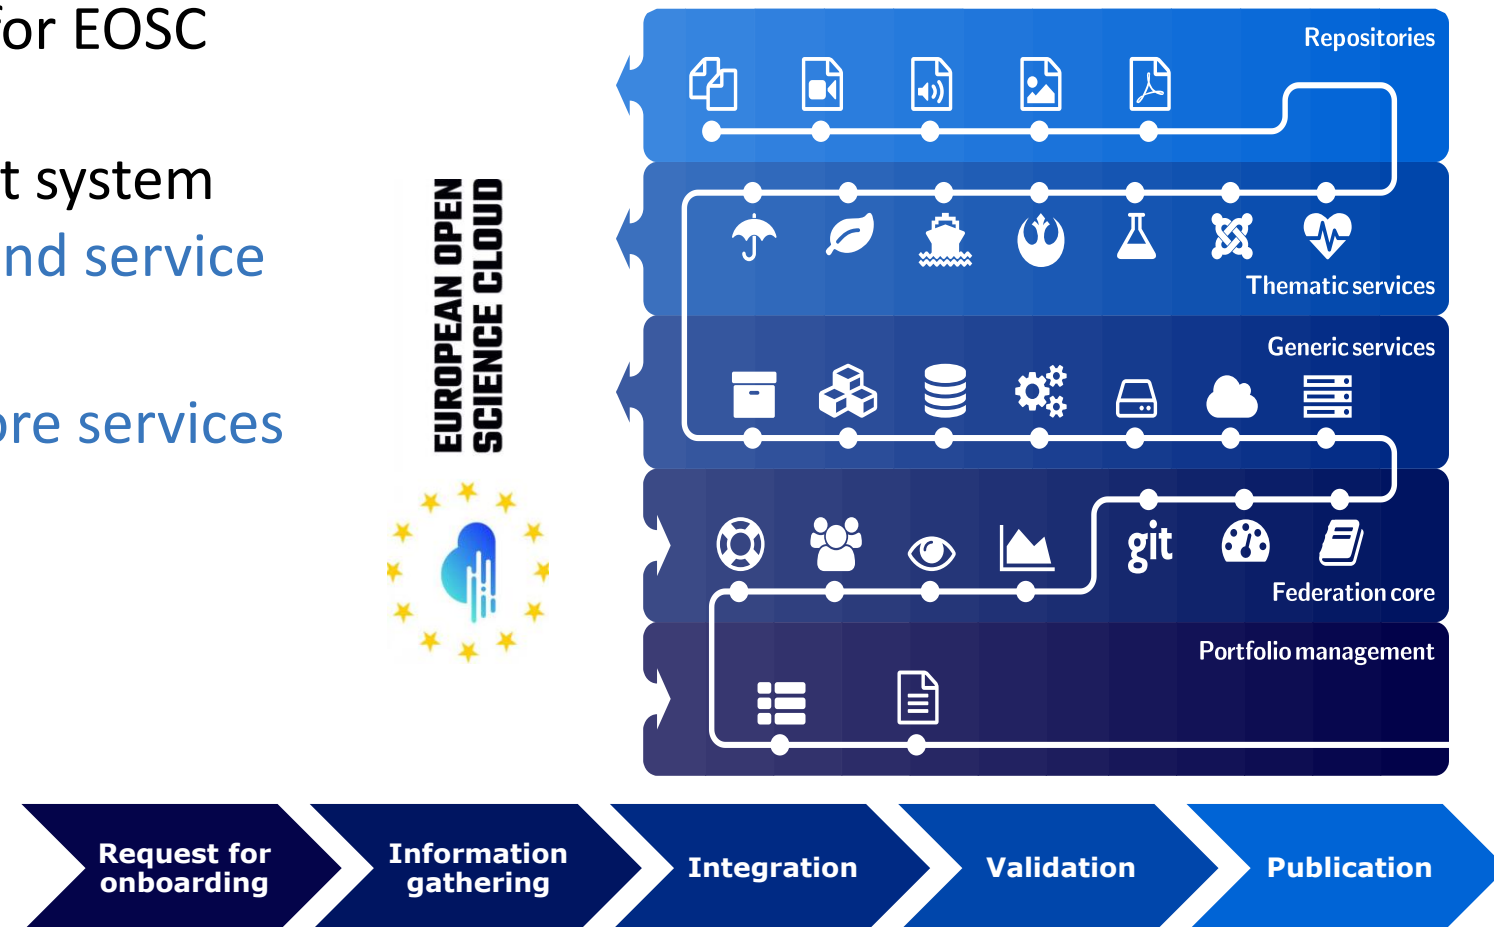 for EOSC
t system
nd service
ore services
EUROPEAN OPEN
SCIENCE CLOUD
Repositories
Thematic services
Generic services
git
Federation core
Portfolio management
Request for
onboarding
Information
gathering
Integration
Validation
Publication